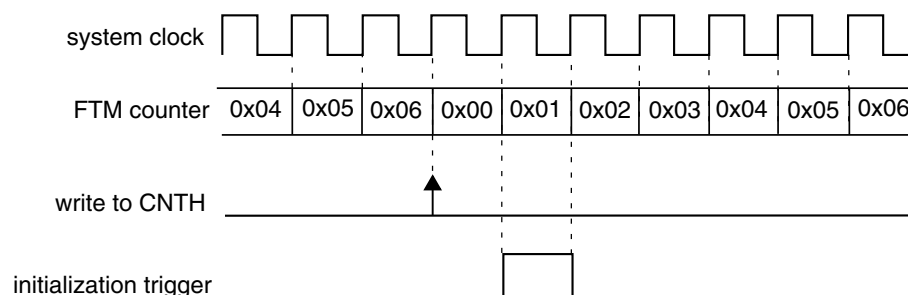 system clock
FTM counter 0x04 0x05 0x06 0x00 0x01 0x02 0x03 0x04 0x05 0x06
write to CNTH
initialization trigger